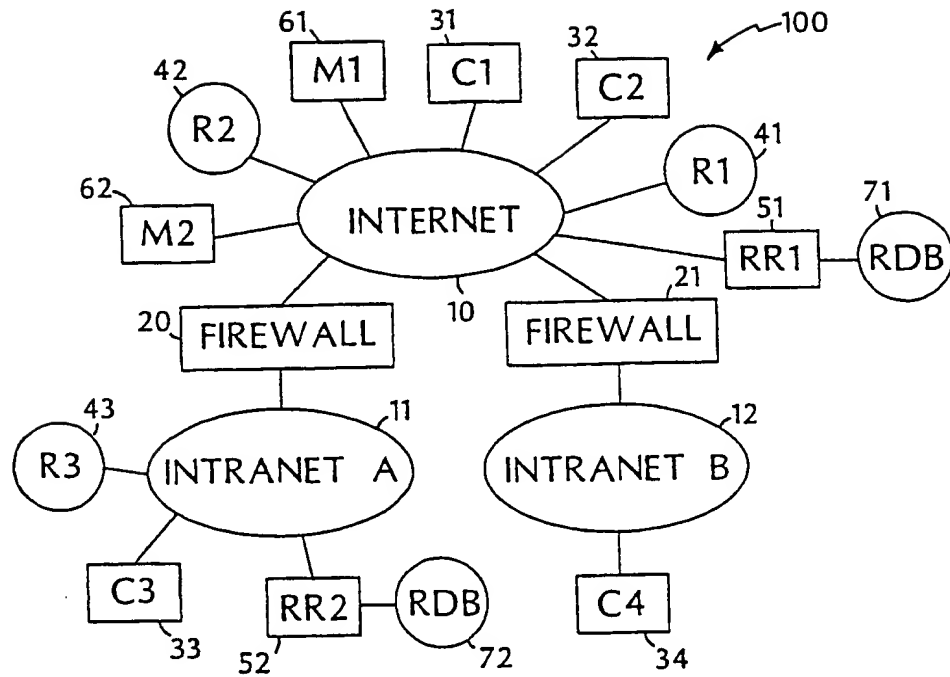 61
31
32
100
M1
C1
C2
42
R2
41
R1
62
INTERNET
51
71
M2
RR1
RDB
20
FIREWALL
10
21
FIREWALL
43
11
12
R3
INTRANET A
INTRANET B
C3
RR2
RDB
C4
33
52
72
34